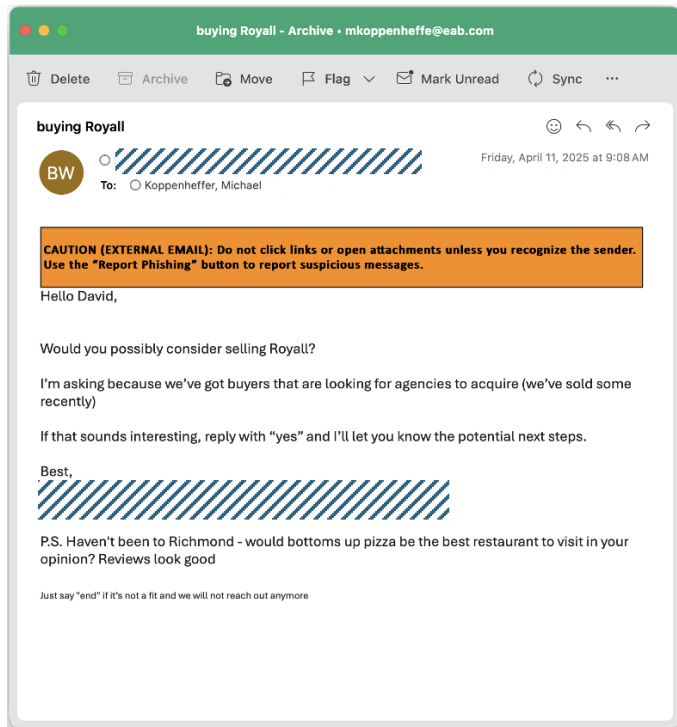 buying Royall - Archive • mkoppenheffe@eab.com
Delete Archive Move Flag Mark Unread Sync ...
buying Royall
BW
Friday, April 11, 2025 at 9:08 AM
To: Koppenheffer, Michael
CAUTION (EXTERNAL EMAIL): Do not click links or open attachments unless you recognize the sender.
Use the "Report Phishing" button to report suspicious messages.
Hello David,
Would you possibly consider selling Royall?
I'm asking because we've got buyers that are looking for agencies to acquire (we've sold some
recently)
If that sounds interesting, reply with "yes" and I'll let you know the potential next steps.
Best,
P.S. Haven't been to Richmond - would bottoms up pizza be the best restaurant to visit in your
opinion? Reviews look good
Just say "end" if it's not a fit and we will not reach out anymore